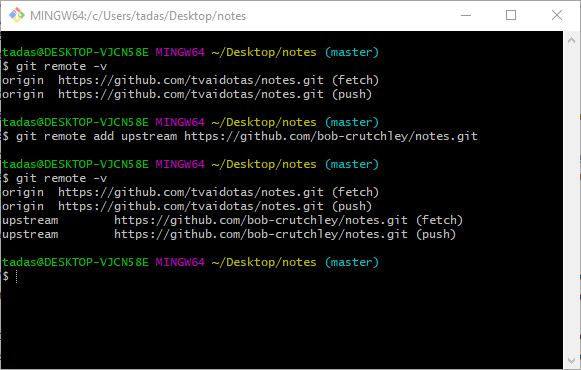 MINGW64:/c/Users/tadas/Desktop/notes
tadas@DESKTOP-VJCN58E MINGW64 ~/Desktop/notes (master)
$ git remote -v
origin  https://github.com/tvaidotas/notes.git (fetch)
origin  https://github.com/tvaidotas/notes.git (push)
tadas@DESKTOP-VJCN58E MINGW64 ~/Desktop/notes (master)
$ git remote add upstream https://github.com/bob-crutchley/notes.git
tadas@DESKTOP-VJCN58E MINGW64 ~/Desktop/notes (master)
$ git remote -v
origin  https://github.com/tvaidotas/notes.git (fetch)
origin  https://github.com/tvaidotas/notes.git (push)
upstream        https://github.com/bob-crutchley/notes.git (fetch)
upstream        https://github.com/bob-crutchley/notes.git (push)
tadas@DESKTOP-VJCN58E MINGW64 ~/Desktop/notes (master)
$